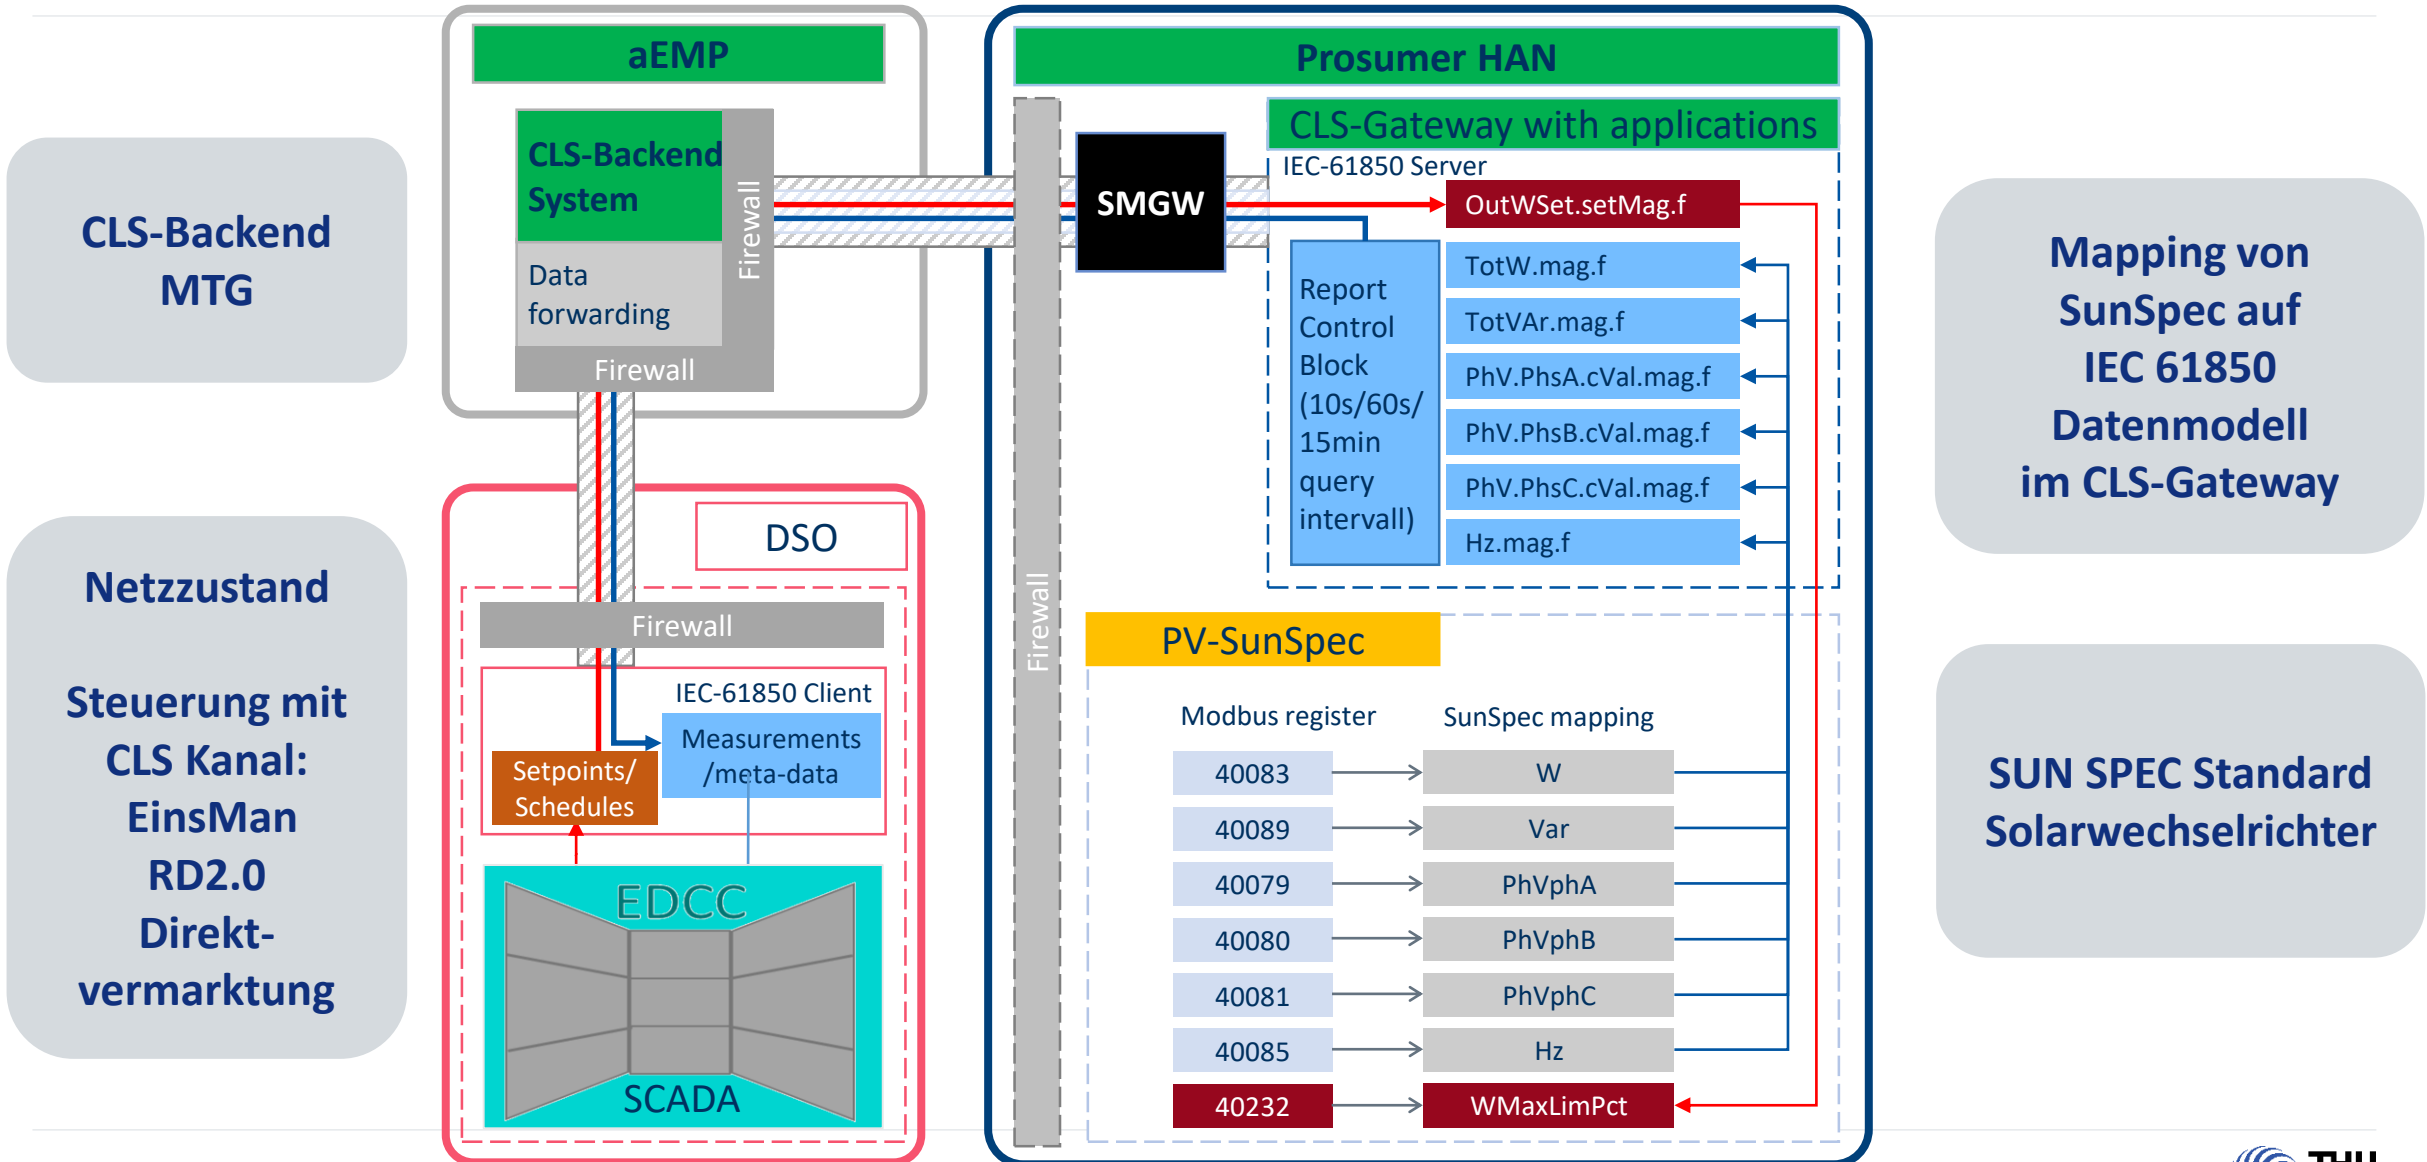 CLS-Backend
MTG
Netzzustand
Steuerung mit
CLS Kanal:
EinsMan
RD2.0
Direkt-
vermarktung
aEMP
CLS-Backend
System
Data
forwarding
Firewall
Firewall
DSO
Firewall
IEC-61850 Client
Measurements
/meta-data
Setpoints/
Schedules
EDCC
SCADA
Prosumer HAN
Firewall
SMGW
CLS-Gateway with applications
IEC-61850 Server
OutWSet.setMag.f
Report
Control
Block
(10s/60s/
15min
query
intervall)
TotW.mag.f
TotVAr.mag.f
PhV.PhsA.cVal.mag.f
PhV.PhsB.cVal.mag.f
PhV.PhsC.cVal.mag.f
Hz.mag.f
PV-SunSpec
Modbus register
SunSpec mapping
40083
W
40089
Var
40079
PhVphA
40080
PhVphB
40081
PhVphC
40085
Hz
40232
WMaxLimPct
Mapping von
SunSpec auf
IEC 61850
Datenmodell
im CLS-Gateway
SUN SPEC Standard
Solarwechselrichter